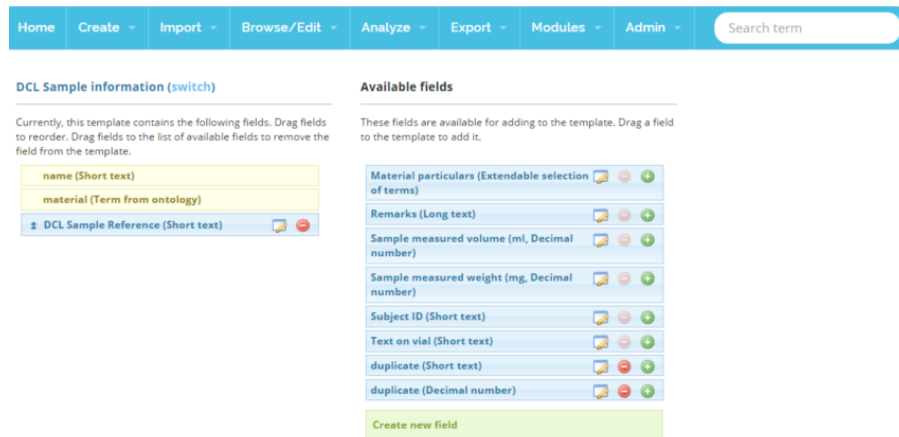 Home Create Import Browse/Edit Analyze Export Modules Admin Search term
DCL Sample information (switch)
Currently, this template contains the following fields. Drag fields
to reorder. Drag fields to the list of available fields to remove the
field from the template.
name (Short text)
material (Term from ontology)
DCL Sample Reference (Short text)
Available fields
These fields are available for adding to the template. Drag a field
to the template to add it.
Material particulars (Extendable selection
of terms)
Remarks (Long text)
Sample measured volume (ml, Decimal
number)
Sample measured weight (mg, Decimal
number)
Subject ID (Short text)
Text on vial (Short text)
duplicate (Short text)
duplicate (Decimal number)
Create new field